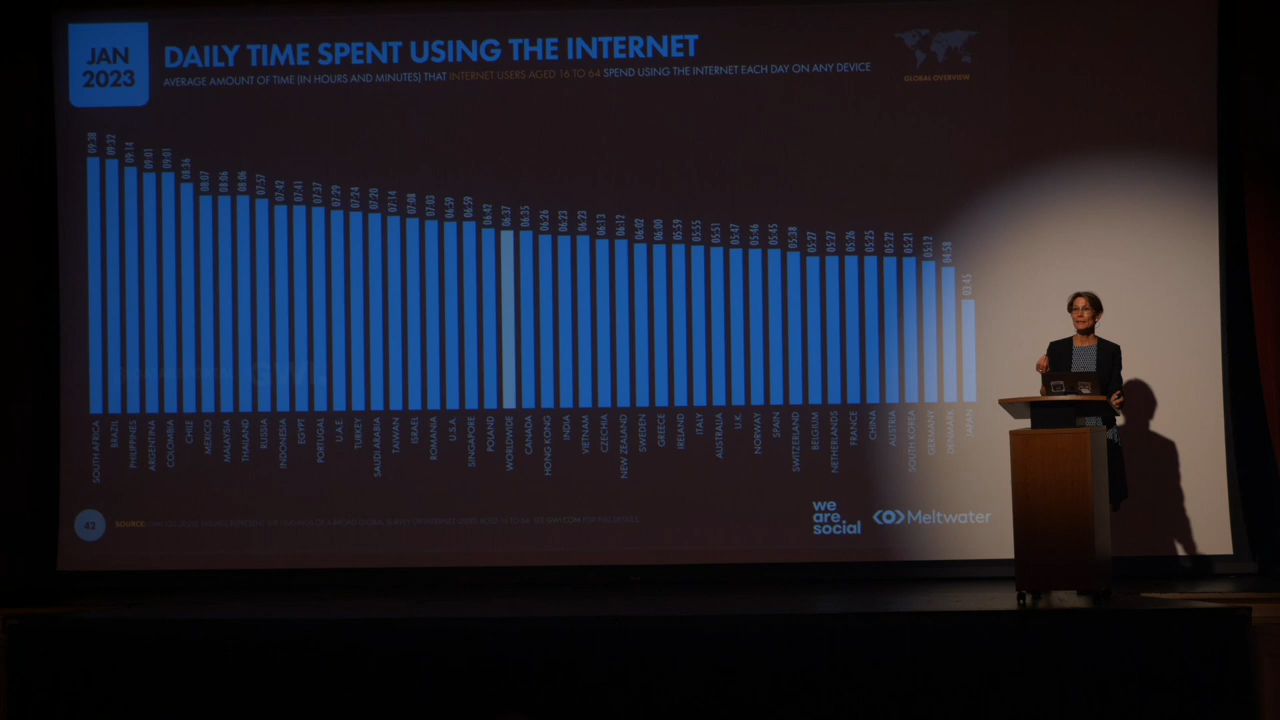 JAN
2023
DAILY TIME SPENT USING THE INTERNET
AVERAGE AMOUNT OF TIME (IN HOURS AND MINUTES) THAT INTERNET USERS AGED 16 TO 64 SPEND USING THE INTERNET EACH DAY ON ANY DEVICE
GLOBAL OVERVIEW
09:38 09:32 09:14 09:01 09:01 08:36 08:07 08:06 08:06 07:57 07:42 07:41 07:37 07:29 07:24 07:20 07:14 07:08 07:03 06:59 06:59 06:42 06:37 06:35 06:26 06:23 06:23 06:13 06:12 06:02 06:00 05:59 05:55 05:51 05:47 05:46 05:45 05:38 05:27 05:27 05:26 05:25 05:22 05:21 05:12 04:58 03:45
SOUTH AFRICA BRAZIL PHILIPPINES ARGENTINA COLOMBIA CHILE MEXICO MALAYSIA THAILAND RUSSIA INDONESIA EGYPT PORTUGAL U.A.E. TURKEY SAUDI ARABIA TAIWAN ISRAEL ROMANIA U.S.A. SINGAPORE POLAND WORLDWIDE CANADA HONG KONG INDIA VIETNAM CZECHIA NEW ZEALAND SWEDEN GREECE IRELAND ITALY AUSTRALIA U.K. NORWAY SPAIN SWITZERLAND BELGIUM NETHERLANDS FRANCE CHINA AUSTRIA SOUTH KOREA GERMANY DENMARK JAPAN
GWI.
42
SOURCE:
we
are
social
Meltwater